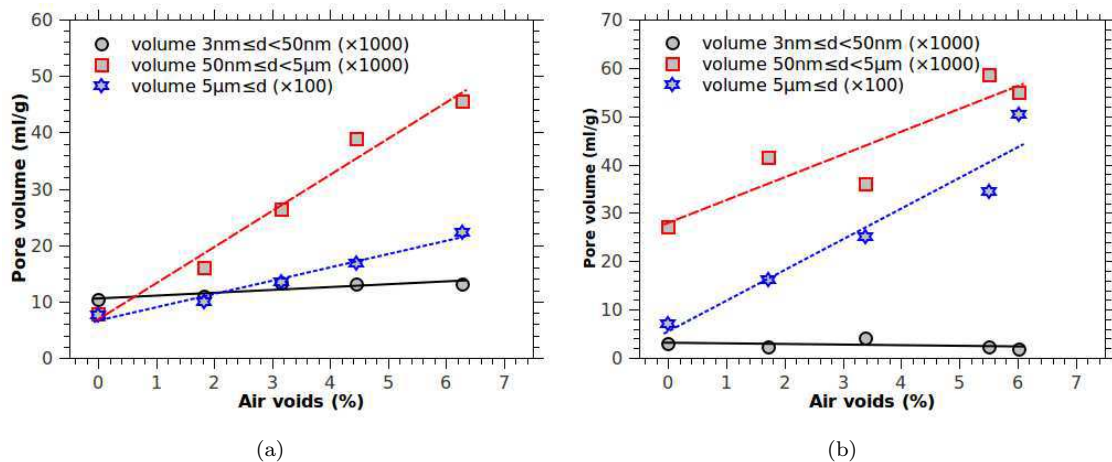 60
50
40
30
20
10
0
Pore volume (ml/g)
volume 3nm≤d<50nm (×1000)
volume 50nm≤d<5μm (×1000)
volume 5μm≤d (×100)
0 1 2 3 4 5 6 7
Air voids (%)
(a)
70
60
50
40
30
20
10
0
Pore volume (ml/g)
volume 3nm≤d<50nm (×1000)
volume 50nm≤d<5μm (×1000)
volume 5μm≤d (×100)
0 1 2 3 4 5 6 7
Air voids (%)
(b)